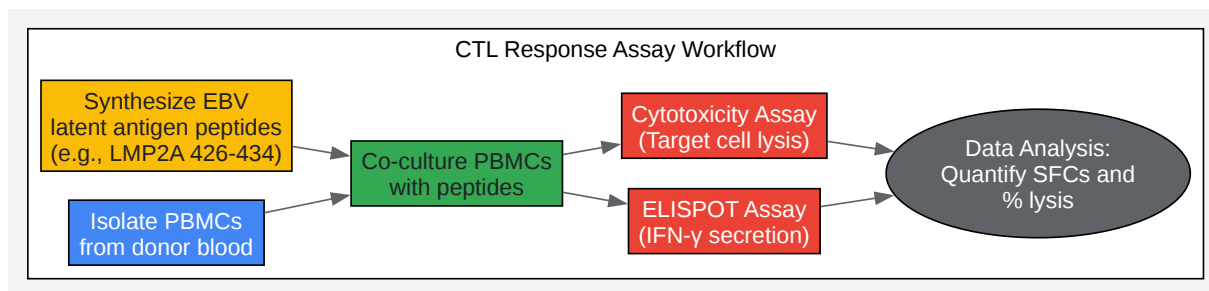 CTL Response Assay Workflow
Synthesize EBV
latent antigen peptides
(e.g., LMP2A 426-434)
Isolate PBMCs
from donor blood
Co-culture PBMCs
with peptides
Cytotoxicity Assay
(Target cell lysis)
ELISPOT Assay
(IFN-γ secretion)
Data Analysis:
Quantify SFCs and
% lysis